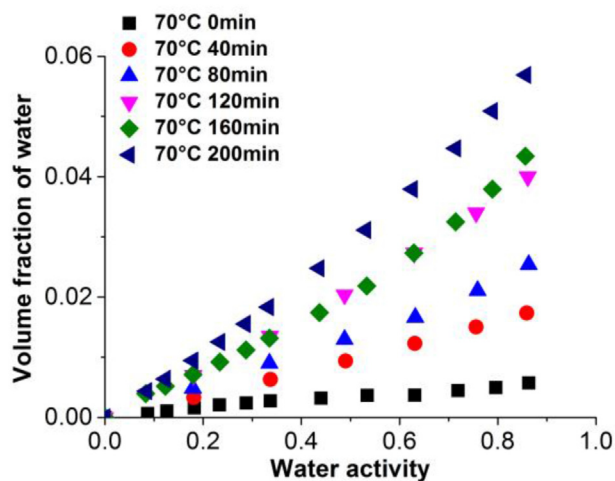 70°C 0min
70°C 40min
70°C 80min
70°C 120min
70°C 160min
70°C 200min
0.06
0.04
0.02
0.00
0.0 0.2 0.4 0.6 0.8 1.0
Volume fraction of water
Water activity